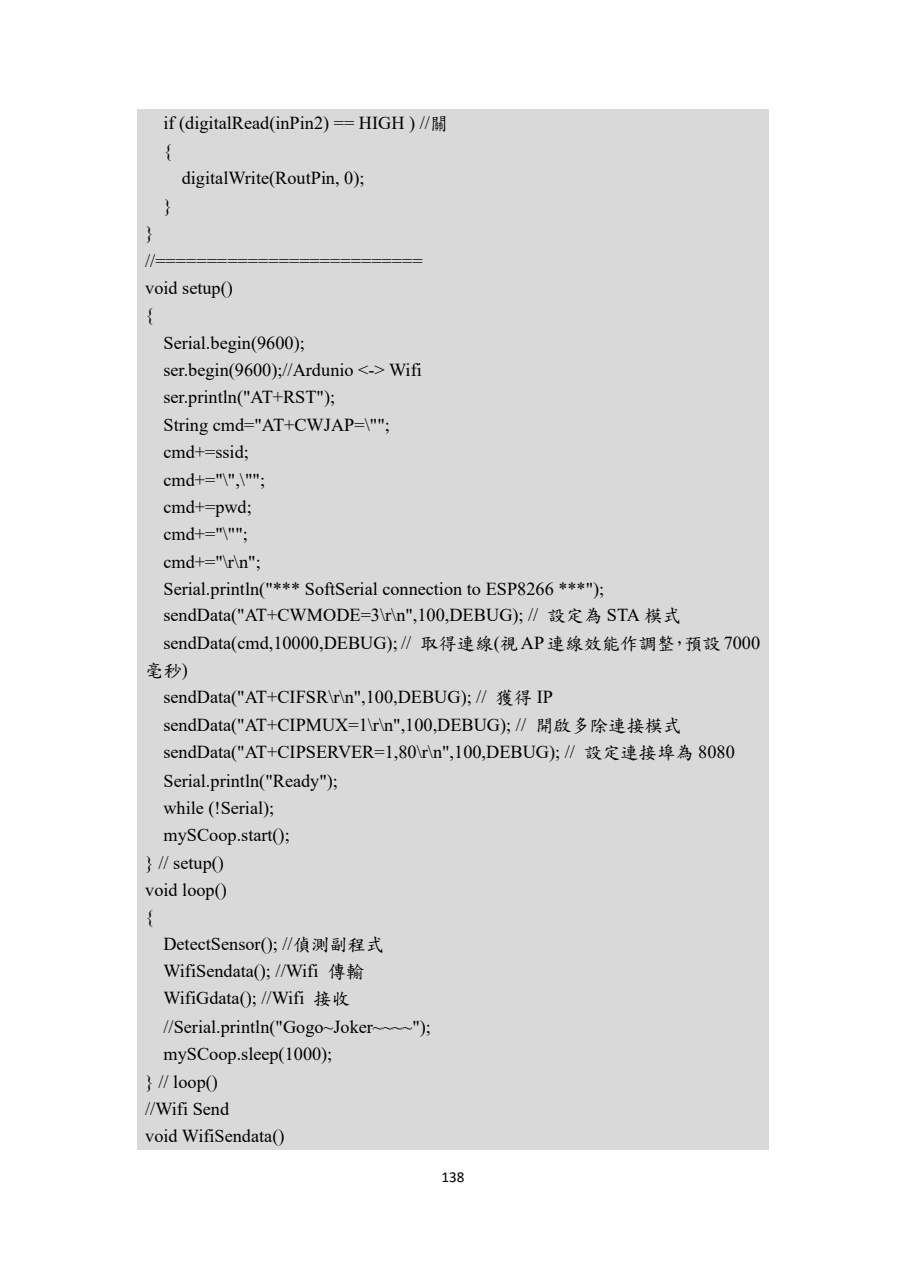 if (digitalRead(inPin2) == HIGH ) //關
{
digitalWrite(RoutPin, 0);
}
}
//==========================
void setup()
{
Serial.begin(9600);
ser.begin(9600);//Ardunio <-> Wifi
ser.println("AT+RST");
String cmd="AT+CWJAP=\"";
cmd+=ssid;
cmd+="\",\"";
cmd+=pwd;
cmd+="\"";
cmd+="\r\n";
Serial.println("*** SoftSerial connection to ESP8266 ***");
sendData("AT+CWMODE=3\r\n",100,DEBUG); // 設定為 STA 模式
sendData(cmd,10000,DEBUG); // 取得連線(視 AP 連線效能作調整，預設 7000
毫秒)
sendData("AT+CIFSR\r\n",100,DEBUG); // 獲得 IP
sendData("AT+CIPMUX=1\r\n",100,DEBUG); // 開啟多除連接模式
sendData("AT+CIPSERVER=1,80\r\n",100,DEBUG); // 設定連接埠為 8080
Serial.println("Ready");
while (!Serial);
mySCoop.start();
} // setup()
void loop()
{
DetectSensor(); //偵測副程式
WifiSendata(); //Wifi 傳輸
WifiGdata(); //Wifi 接收
//Serial.println("Gogo~Joker~~~~");
mySCoop.sleep(1000);
} // loop()
//Wifi Send
void WifiSendata()
138